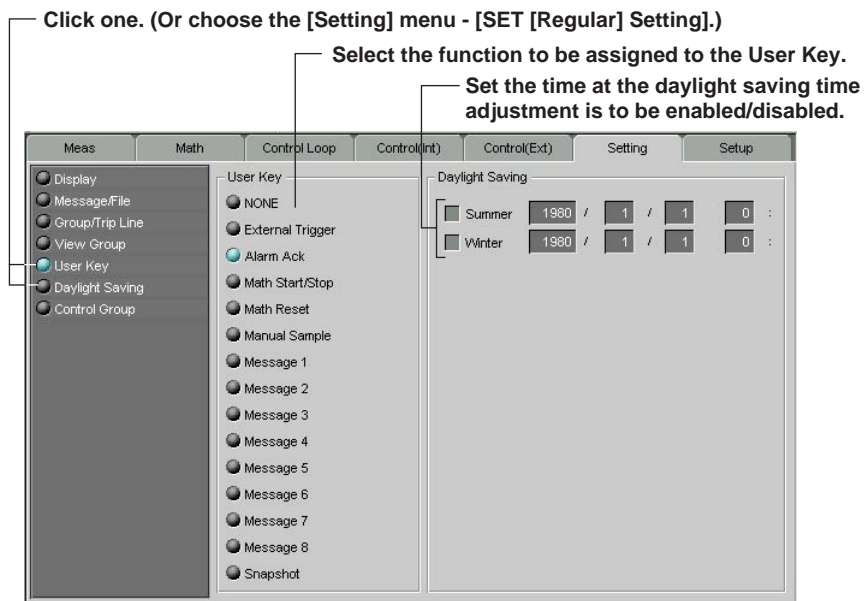 Click one. (Or choose the [Setting] menu - [SET [Regular] Setting].)
Select the function to be assigned to the User Key.
Set the time at the daylight saving time
adjustment is to be enabled/disabled.
Meas Math Control Loop Control(Int) Control(Ext) Setting Setup
Display
Message/File
Group/Trip Line
View Group
User Key
Daylight Saving
Control Group
User Key
NONE
External Trigger
Alarm Ack
Math Start/Stop
Math Reset
Manual Sample
Message 1
Message 2
Message 3
Message 4
Message 5
Message 6
Message 7
Message 8
Snapshot
Daylight Saving
Summer 1980 / 1 / 1 0 :
Winter 1980 / 1 / 1 0 :